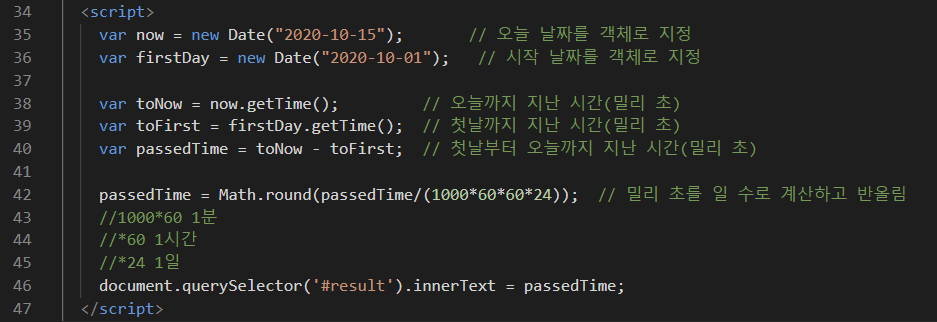 34 <script>
35 var now = new Date("2020-10-15"); // 오늘 날짜를 객체로 지정
36 var firstDay = new Date("2020-10-01"); // 시작 날짜를 객체로 지정
37
38 var toNow = now.getTime(); // 오늘까지 지난 시간(밀리 초)
39 var toFirst = firstDay.getTime(); // 첫날까지 지난 시간(밀리 초)
40 var passedTime = toNow - toFirst; // 첫날부터 오늘까지 지난 시간(밀리 초)
41
42 passedTime = Math.round(passedTime/(1000*60*60*24)); // 밀리 초를 일 수로 계산하고 반올림
43 //1000*60 1분
44 //*60 1시간
45 //*24 1일
46 document.querySelector('#result').innerText = passedTime;
47 </script>